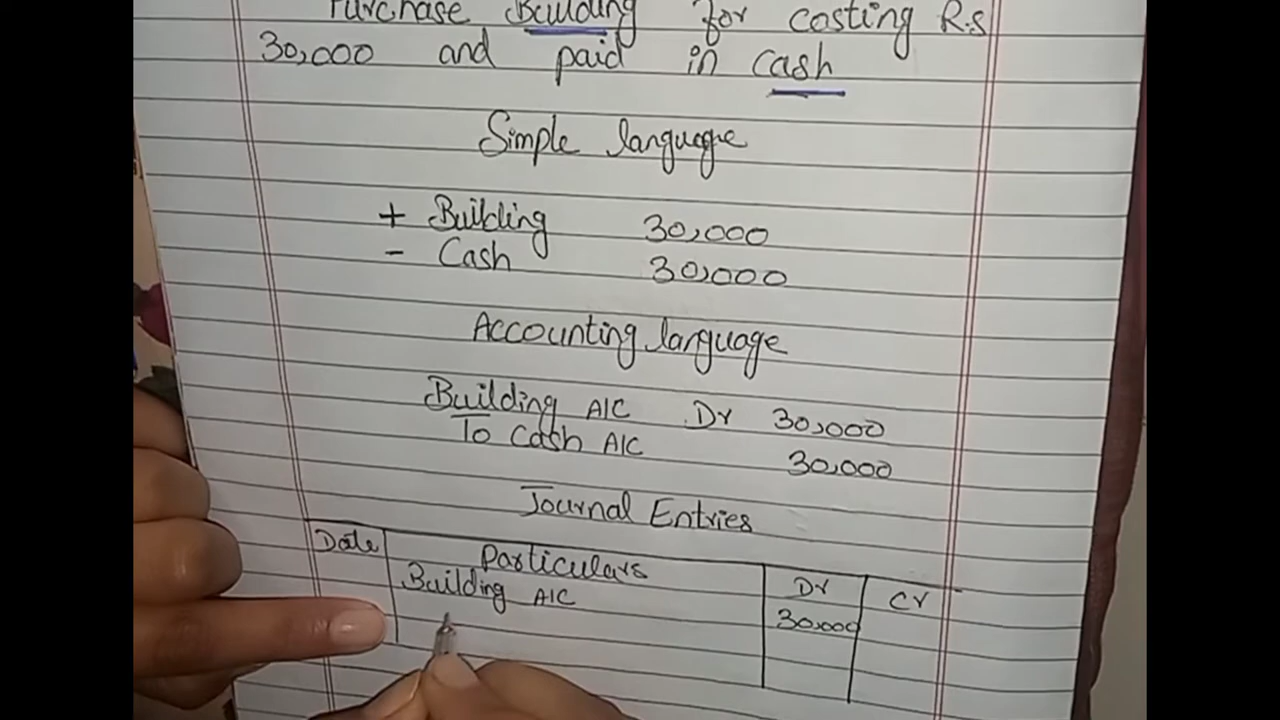 Purchase Building for costing R.s
30,000 and paid in cash
Simple language
+ Building 30,000
- Cash 30,000
Accounting language
Building A/C Dr 30,000
To Cash A/C 30,000
Journal Entries
Date Particulars Dr Cr
Building A/C 30,000